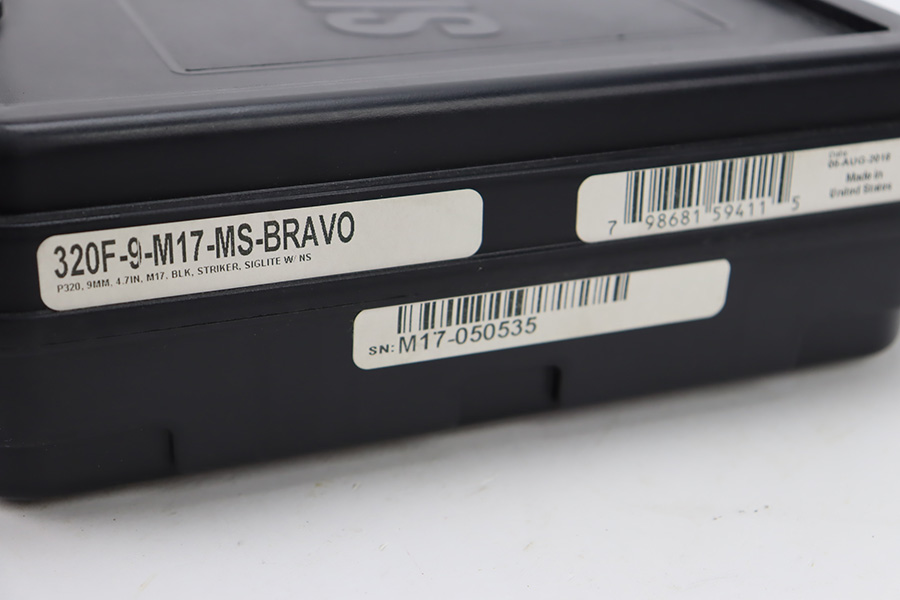 320F-9-M17-MS-BRAVO
P320, 9MM, 4.7IN, M17, BLK, STRIKER, SIGLITE W/ NS
7 98681 59411 5
06-AUG-2018
Made in
United States
SN: M17-050535